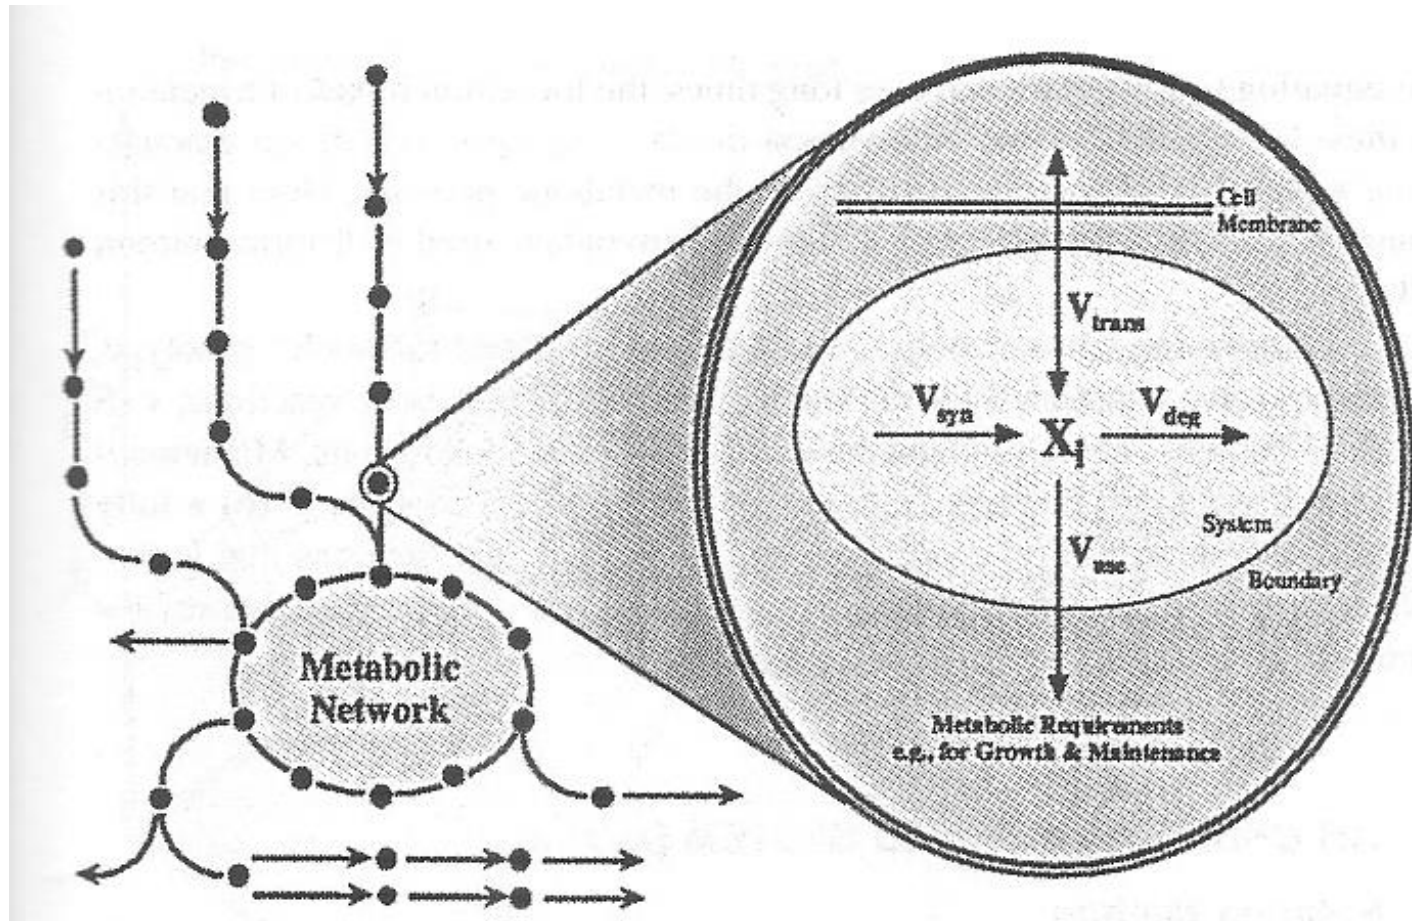 Metabolic
Network
Cell
Membrane
V_trans
V_syn
X_i
V_deg
V_use
System
Boundary
Metabolic Requirements
e.g., for Growth & Maintenance